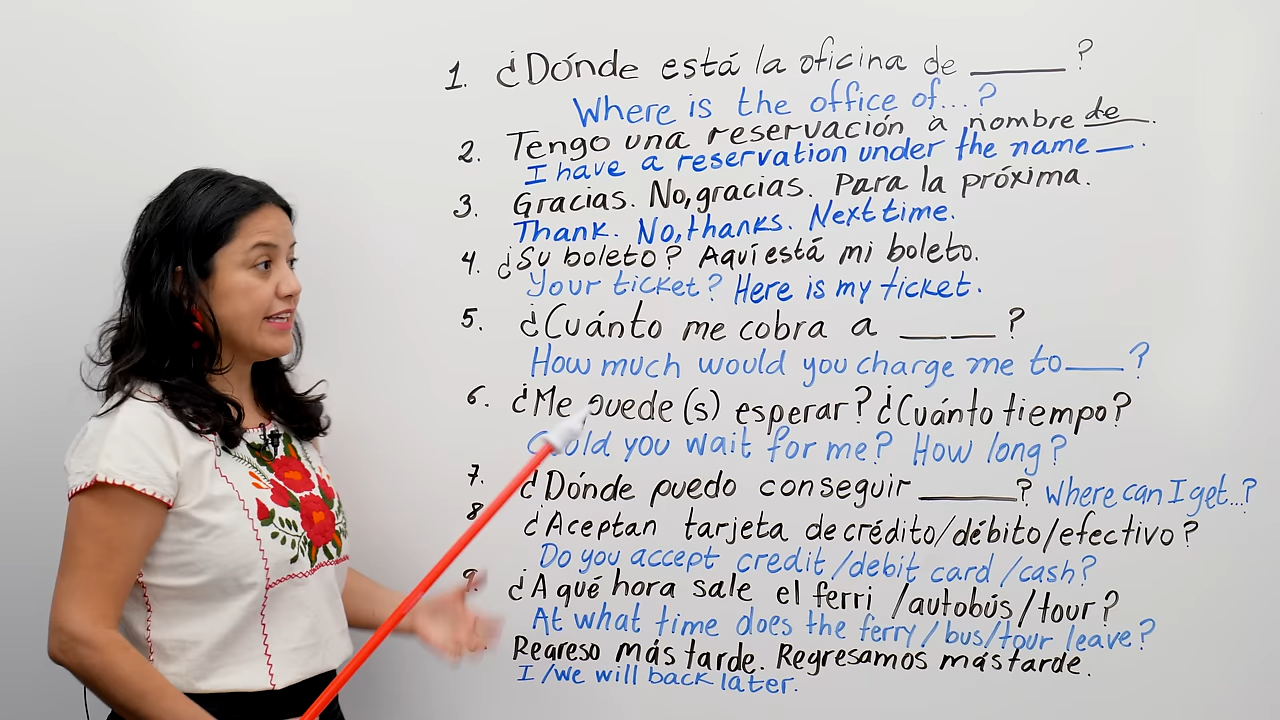 1. ¿Dónde está la oficina de ______ ?
Where is the office of...?
2. Tengo una reservación a nombre de ____.
I have a reservation under the name ___.
3. Gracias. No, gracias. Para la próxima.
Thank. No, thanks. Next time.
4. ¿Su boleto? Aquí está mi boleto.
Your ticket? Here is my ticket.
5. ¿Cuánto me cobra a ___ ___ ?
How much would you charge me to ____ ?
6. ¿Me puede(s) esperar? ¿Cuánto tiempo?
you wait for me? How long?
7. ¿Dónde puedo conseguir ______? Where can I get...?
8 ¿Aceptan tarjeta de crédito/débito/efectivo?
Do you accept credit/debit card/cash?
9. ¿A qué hora sale el ferri /autobús/tour?
At what time does the ferry/bus/tour leave?
Regreso más tarde. Regresamos más tarde.
I/we will back later.